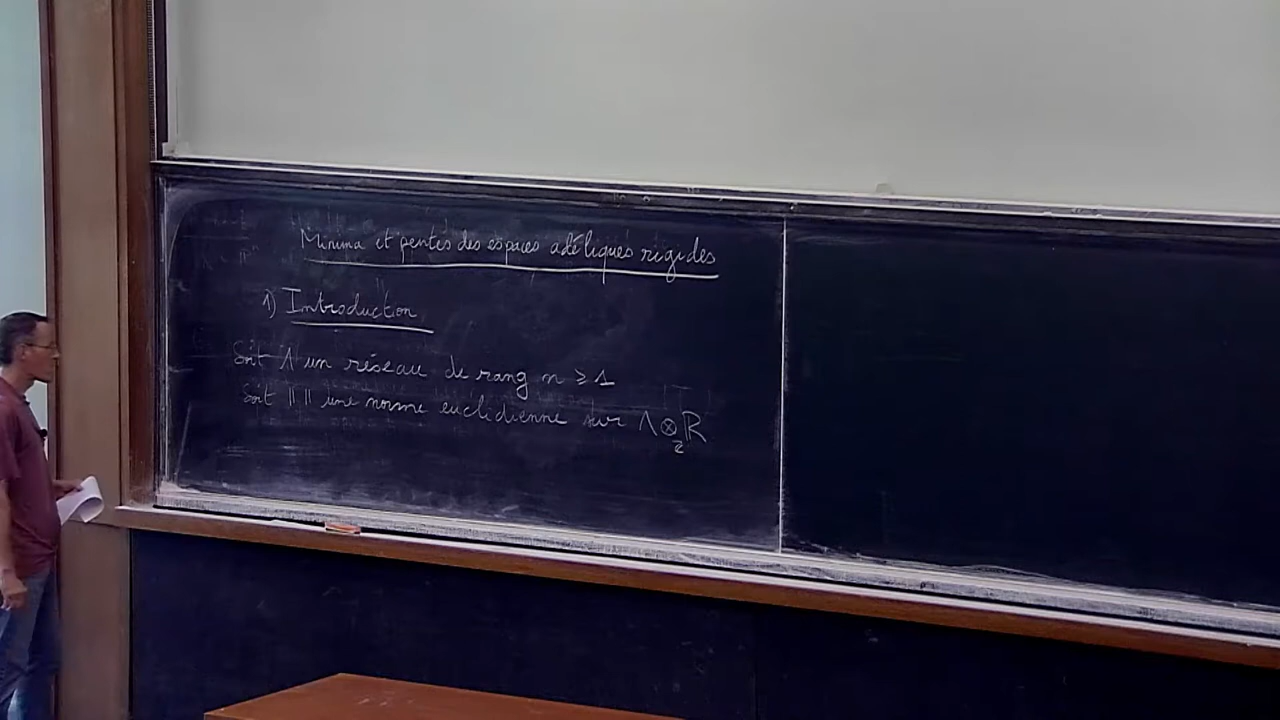 Minima et pentes des espaces adéliques rigides
1) Introduction
Soit Λ un réseau de rang n ≥ 1
Soit || || une norme euclidienne sur Λ ⊗_ℤ ℝ